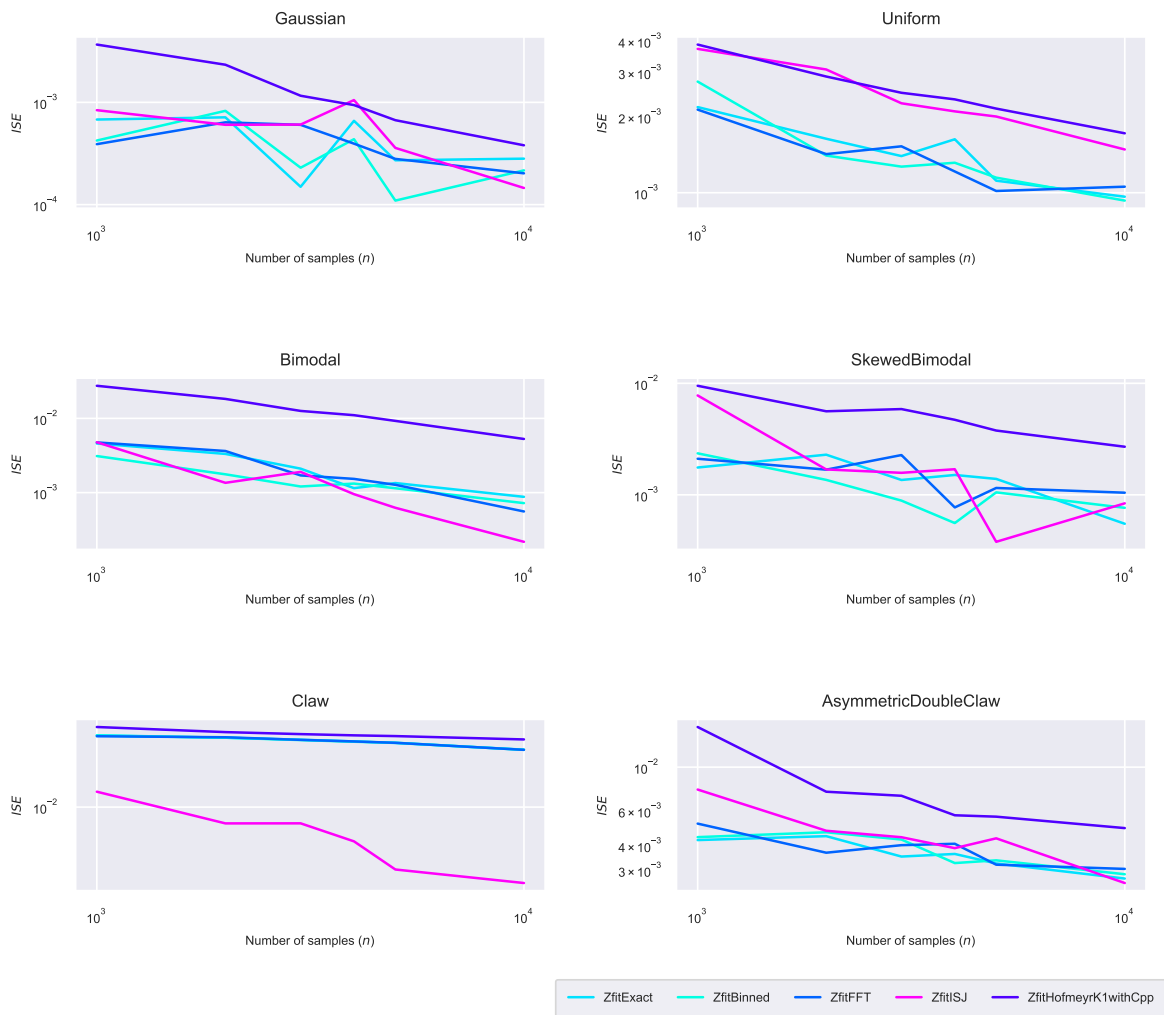 Gaussian
ISE
10⁻³
10⁻⁴
10³
10⁴
Number of samples (n)
Uniform
ISE
4 × 10⁻³
3 × 10⁻³
2 × 10⁻³
10⁻³
10³
10⁴
Number of samples (n)
Bimodal
ISE
10⁻²
10⁻³
10³
10⁴
Number of samples (n)
SkewedBimodal
ISE
10⁻²
10⁻³
10³
10⁴
Number of samples (n)
Claw
ISE
10⁻²
10³
10⁴
Number of samples (n)
AsymmetricDoubleClaw
ISE
10⁻²
6 × 10⁻³
4 × 10⁻³
3 × 10⁻³
10³
10⁴
Number of samples (n)
ZfitExact ZfitBinned ZfitFFT ZfitISJ ZfitHofmeyrK1withCpp